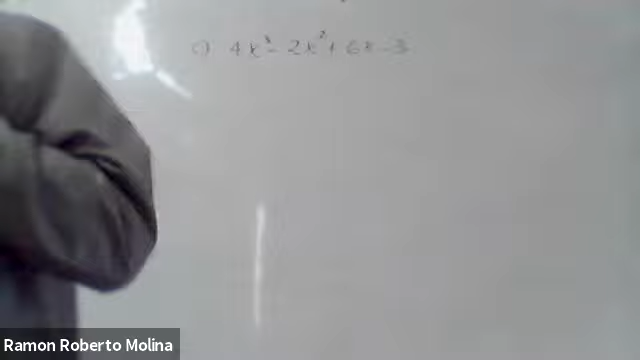 c) 4x³ - 2x² + 6x - 3
Ramon Roberto Molina